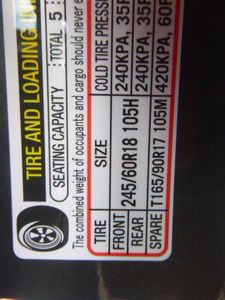 TIRE AND LOADING
SEATING CAPACITY TOTAL 5
The combined weight of occupants and cargo should never
TIRE SIZE COLD TIRE
FRONT 245/60R18 105H 240KPA, 35
REAR 240KPA, 35
SPARE T165/90R17 105M 420KPA, 60